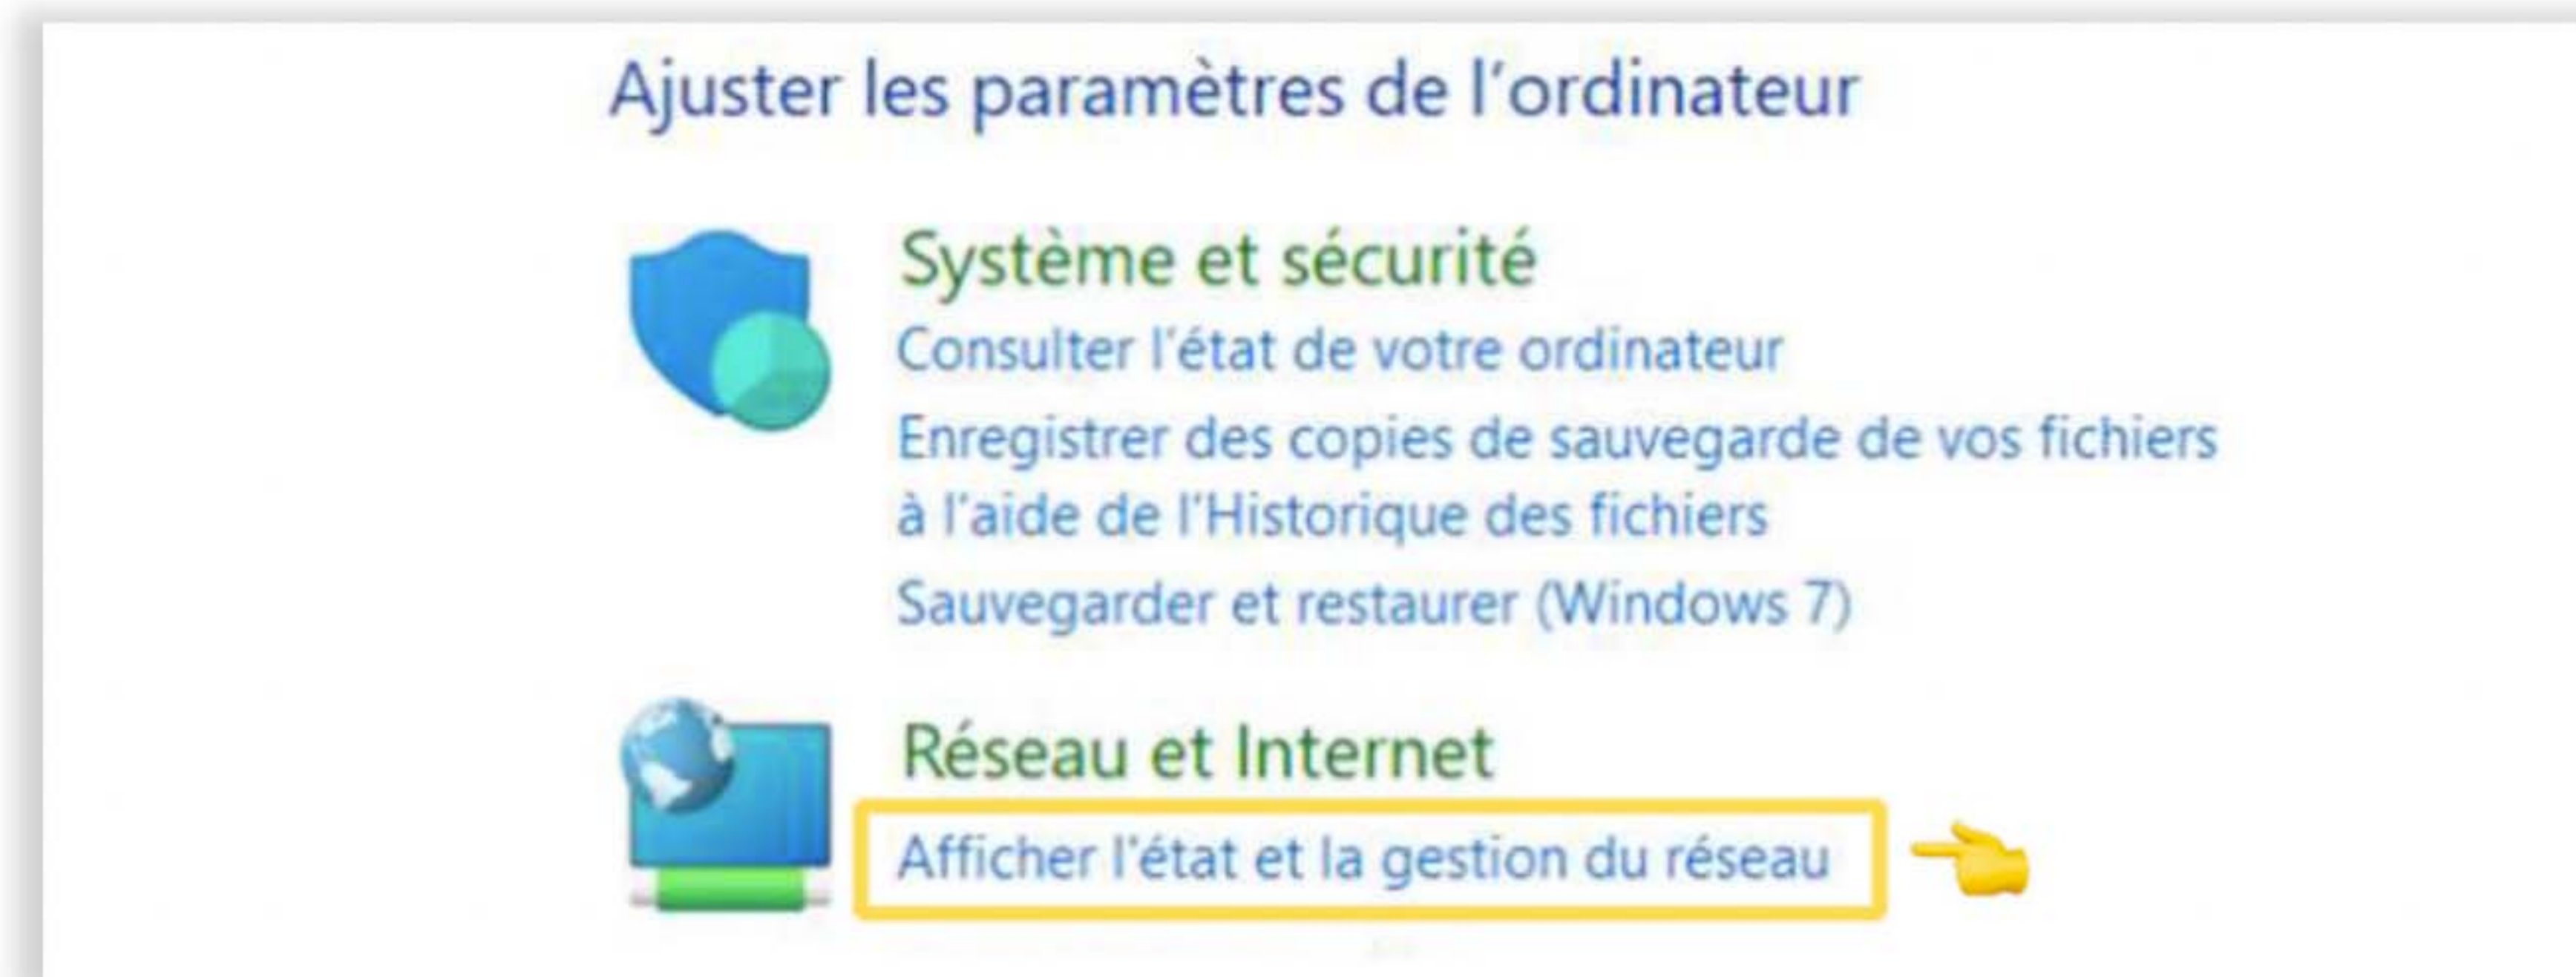 Ajuster les paramètres de l'ordinateur
Système et sécurité
Consulter l'état de votre ordinateur
Enregistrer des copies de sauvegarde de vos fichiers
à l'aide de l'Historique des fichiers
Sauvegarder et restaurer (Windows 7)
Réseau et Internet
Afficher l'état et la gestion du réseau